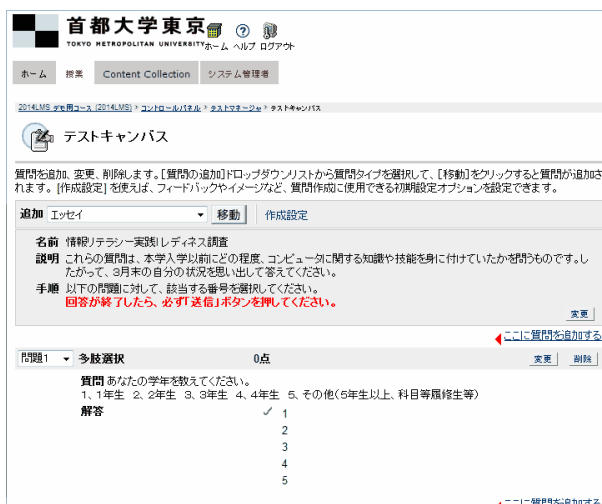 首都大学東京
TOKYO METROPOLITAN UNIVERSITY
ホーム ヘルプ ログアウト
ホーム 授業 Content Collection システム管理者
2014LMS デモ用コース (2014LMS) > コントロールパネル > テストマネージャ > テストキャンバス
テストキャンバス
質問を追加、変更、削除します。[質問の追加]ドロップダウンリストから質問タイプを選択して、[移動]をクリックすると質問が追加さ
れます。[作成設定] を使えば、フィードバックやイメージなど、質問作成に使用できる初期設定オプションを設定できます。
追加 エッセイ 移動 作成設定
名前 情報リテラシー実践I レディネス調査
説明 これらの質問は、本学入学以前にどの程度、コンピュータに関する知識や技能を身に付けていたかを問うものです。し
たがって、3月末の自分の状況を思い出して答えてください。
手順 以下の問題に対して、該当する番号を選択してください。
回答が終了したら、必ず「送信」ボタンを押してください。
変更
ここに質問を追加する
問題1 多肢選択 0点 変更 削除
質問 あなたの学年を教えてください。
1、1年生 2、2年生 3、3年生 4、4年生 5、その他(5年生以上、科目等履修生等)
解答 ✓ 1
2
3
4
5
ここに質問を追加する